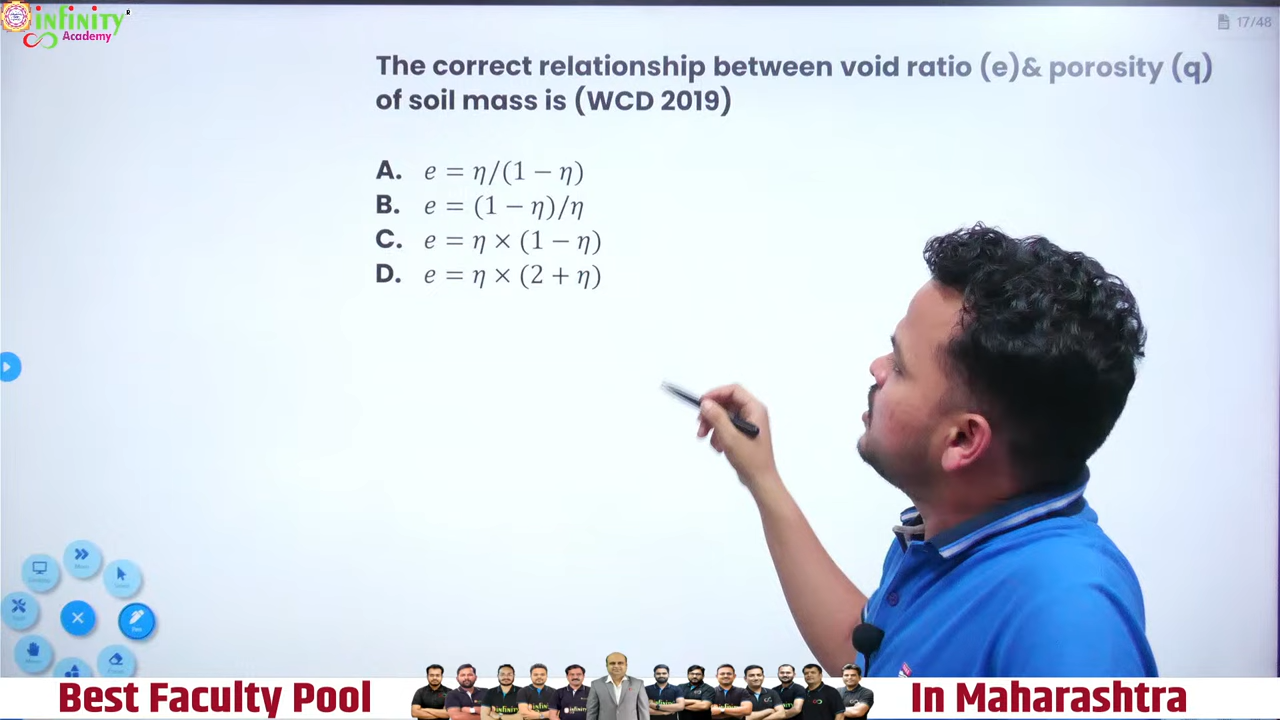 infinity
Academy
17/48
The correct relationship between void ratio (e)& porosity (q)
of soil mass is (WCD 2019)
A. e = η/(1 − η)
B. e = (1 − η)/η
C. e = η × (1 − η)
D. e = η × (2 + η)
Best Faculty Pool
In Maharashtra